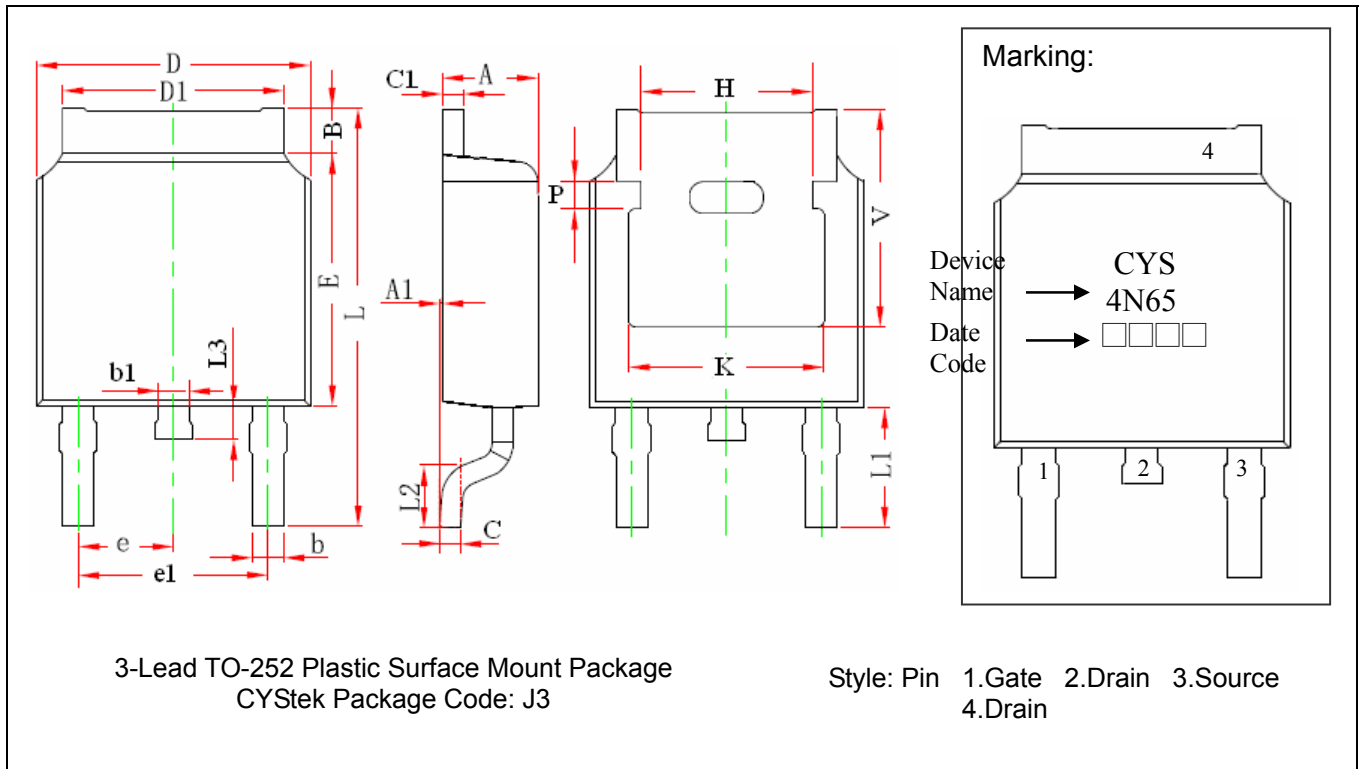 D
D1
B
E
L
L3
b1
e
e1
b
C1
A
A1
L2
C
H
P
V
K
L1
Marking:
4
Device
Name
CYS
4N65
Date
Code
□□□□
1
2
3
3-Lead TO-252 Plastic Surface Mount Package
CYStek Package Code: J3
Style: Pin 1.Gate 2.Drain 3.Source
4.Drain